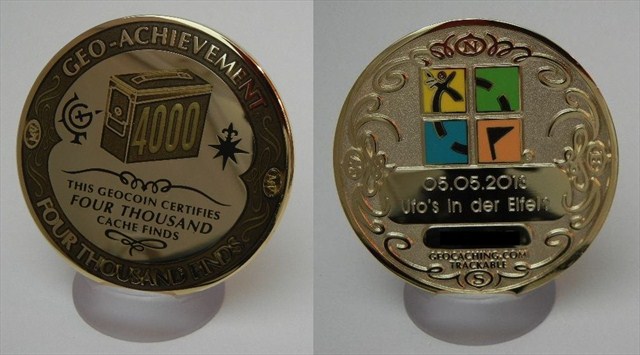 GEO-ACHIEVEMENT
4000
THIS GEOCOIN CERTIFIES
FOUR THOUSAND
CACHE FINDS
FOUR THOUSAND FINDS
N
05.05.2013
Ufo's in der Eifel
GEOCACHING.COM
TRACKABLE
S